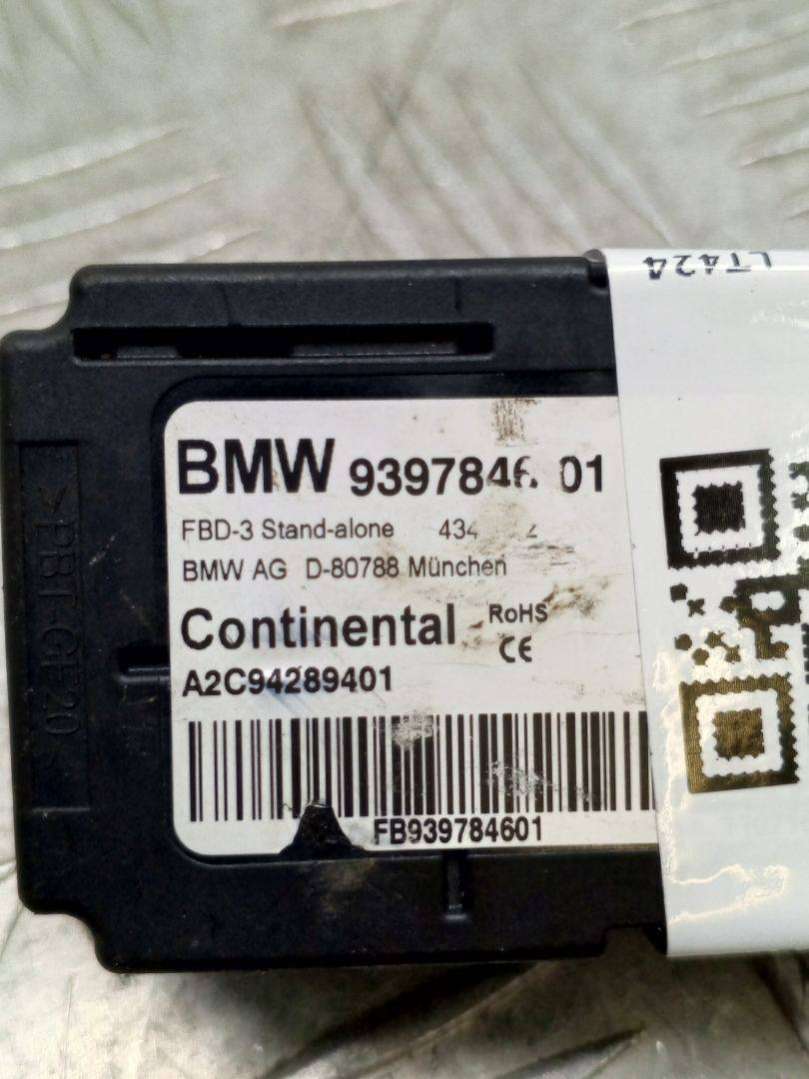 LT424
BMW 9397846 01
FBD-3 Stand-alone
BMW AG D-80788 München
Continental
RoHS
CE
A2C94289401
FB939784601
>PBT-GF20<